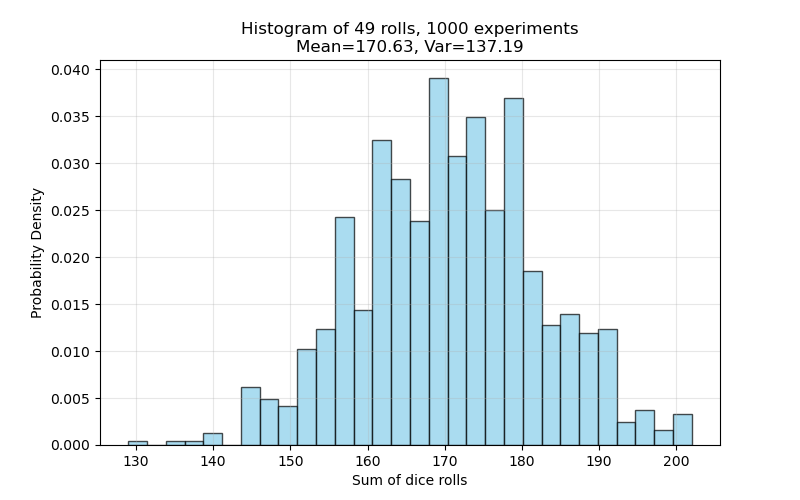 Histogram of 49 rolls, 1000 experiments
Mean=170.63, Var=137.19
0.040
0.035
0.030
0.025
0.020
0.015
0.010
0.005
0.000
Probability Density
130 140 150 160 170 180 190 200
Sum of dice rolls